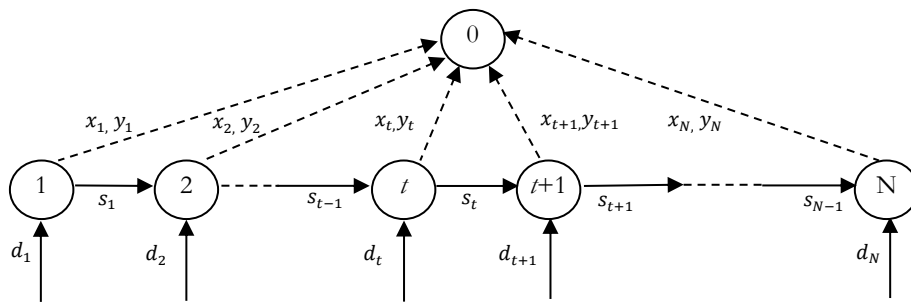 0
x₁, y₁ x₂, y₂ xₜ,yₜ xₜ₊₁,yₜ₊₁ x_N, y_N
1 2 t t+1 N
s₁ sₜ₋₁ sₜ sₜ₊₁ s_{N−1}
d₁ d₂ dₜ dₜ₊₁ d_N